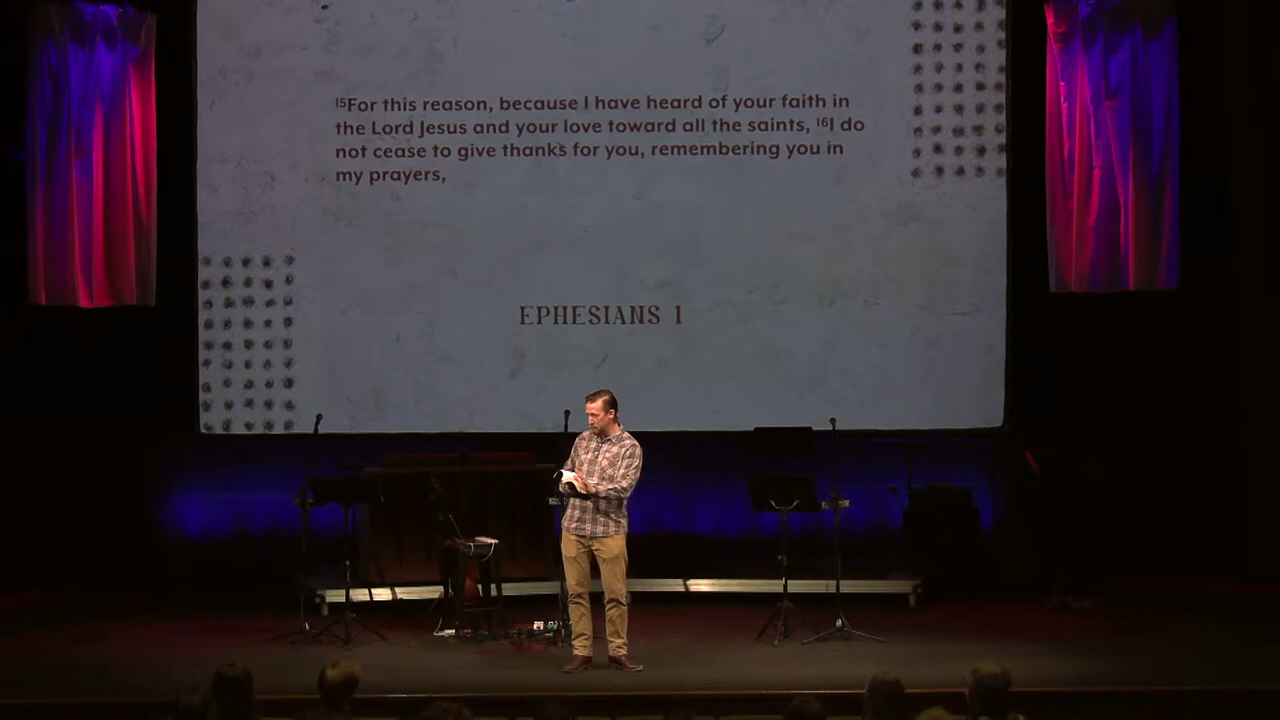 ¹⁵For this reason, because I have heard of your faith in
the Lord Jesus and your love toward all the saints, ¹⁶I do
not cease to give thanks for you, remembering you in
my prayers,
EPHESIANS 1